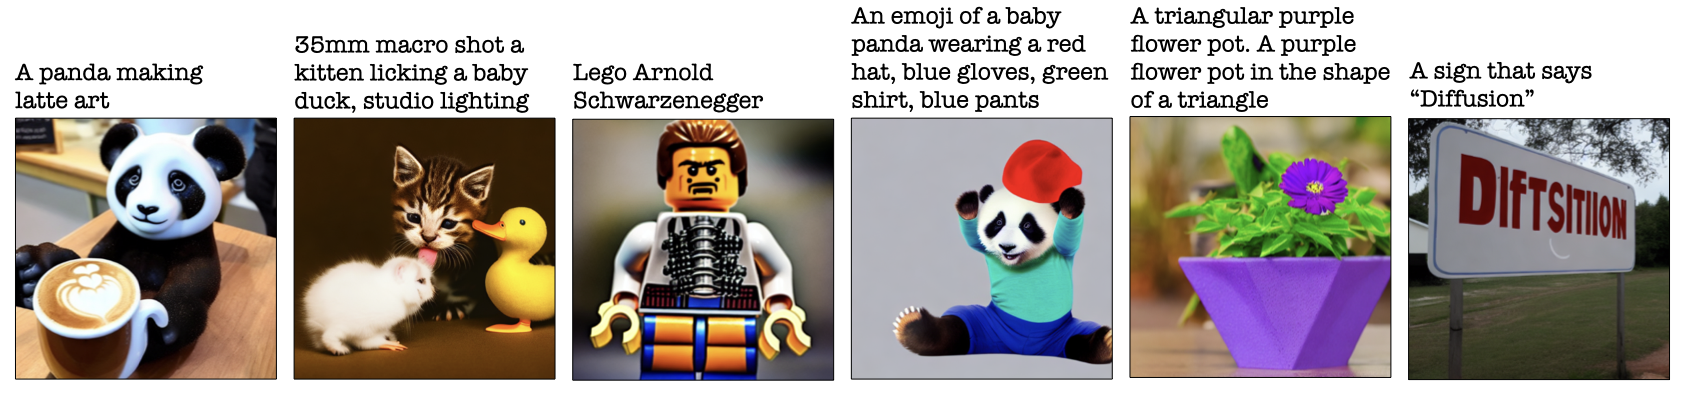 A panda making
latte art
35mm macro shot a
kitten licking a baby
duck, studio lighting
Lego Arnold
Schwarzenegger
An emoji of a baby
panda wearing a red
hat, blue gloves, green
shirt, blue pants
A triangular purple
flower pot. A purple
flower pot in the shape
of a triangle
A sign that says
“Diffusion”
DIFTSITIION